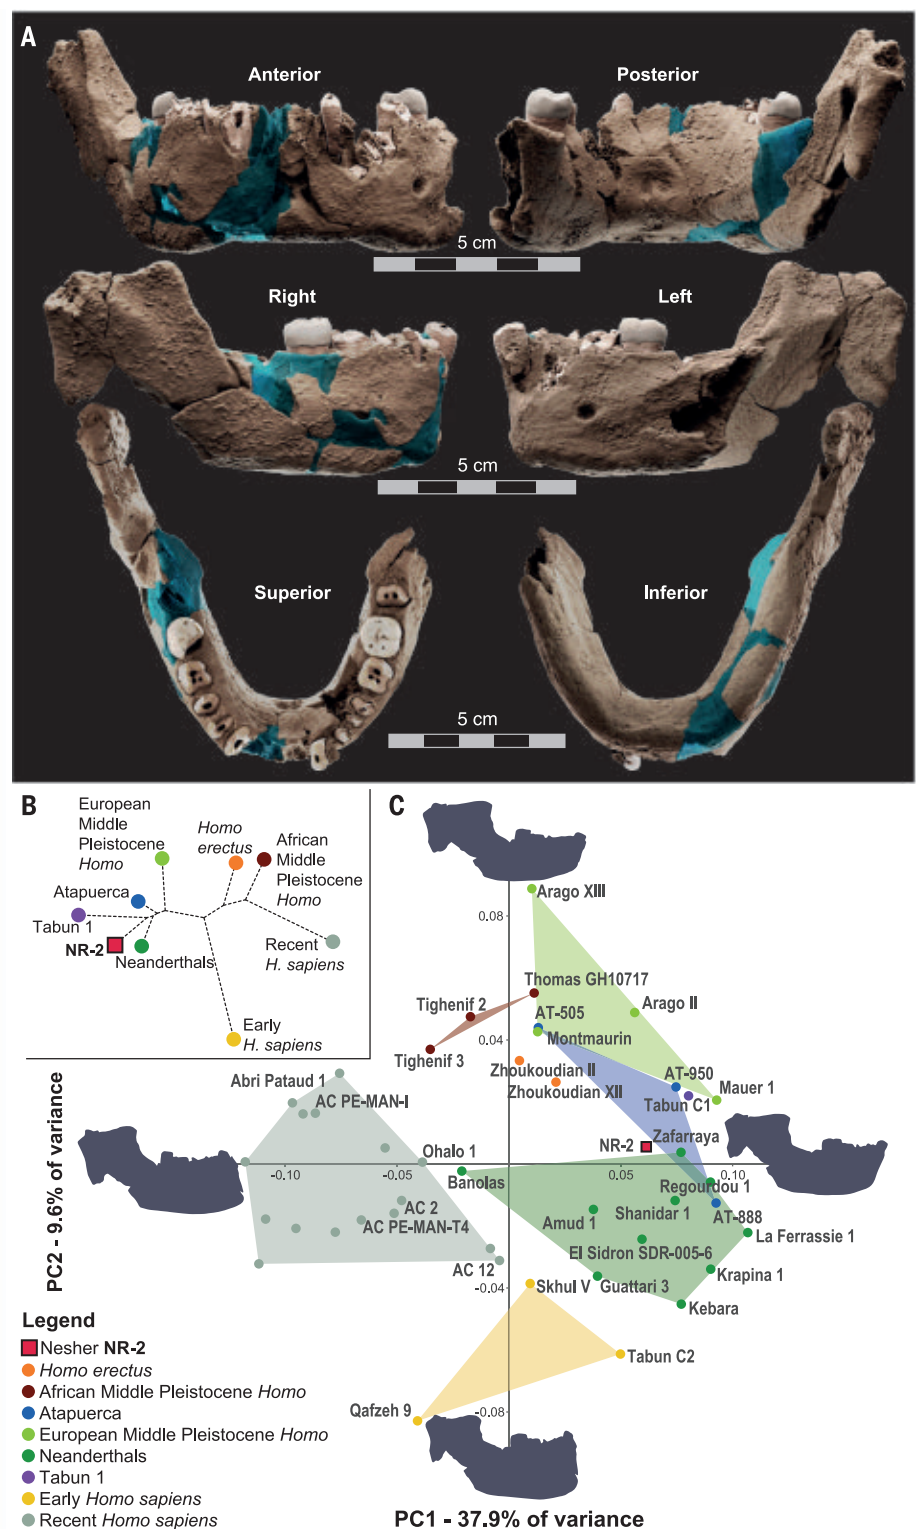 A
Anterior
Posterior
5 cm
Right
Left
5 cm
Superior
Inferior
5 cm
B
European
Middle
Pleistocene
Homo
Homo
erectus
African
Middle
Pleistocene
Homo
Atapuerca
Tabun 1
NR-2
Neanderthals
Recent
H. sapiens
Early
H. sapiens
C
Arago XIII
0.08
Thomas GH10717
Arago II
Tighenif 2
AT-505
Montmaurin
0.04
Tighenif 3
Zhoukoudian II
Zhoukoudian XII
AT-950
Mauer 1
Tabun C1
Abri Pataud 1
AC PE-MAN-I
NR-2
Zafarraya
Ohalo 1
-0.10
-0.05
0.05
0.10
Banolas
Regourdou 1
AC 2
Shanidar 1
AT-888
Amud 1
AC PE-MAN-T4
La Ferrassie 1
El Sidron SDR-005-6
AC 12
Krapina 1
-0.04
Skhul V
Guattari 3
Kebara
Tabun C2
Qafzeh 9
-0.08
PC2 - 9.6% of variance
PC1 - 37.9% of variance
Legend
Nesher NR-2
Homo erectus
African Middle Pleistocene Homo
Atapuerca
European Middle Pleistocene Homo
Neanderthals
Tabun 1
Early Homo sapiens
Recent Homo sapiens